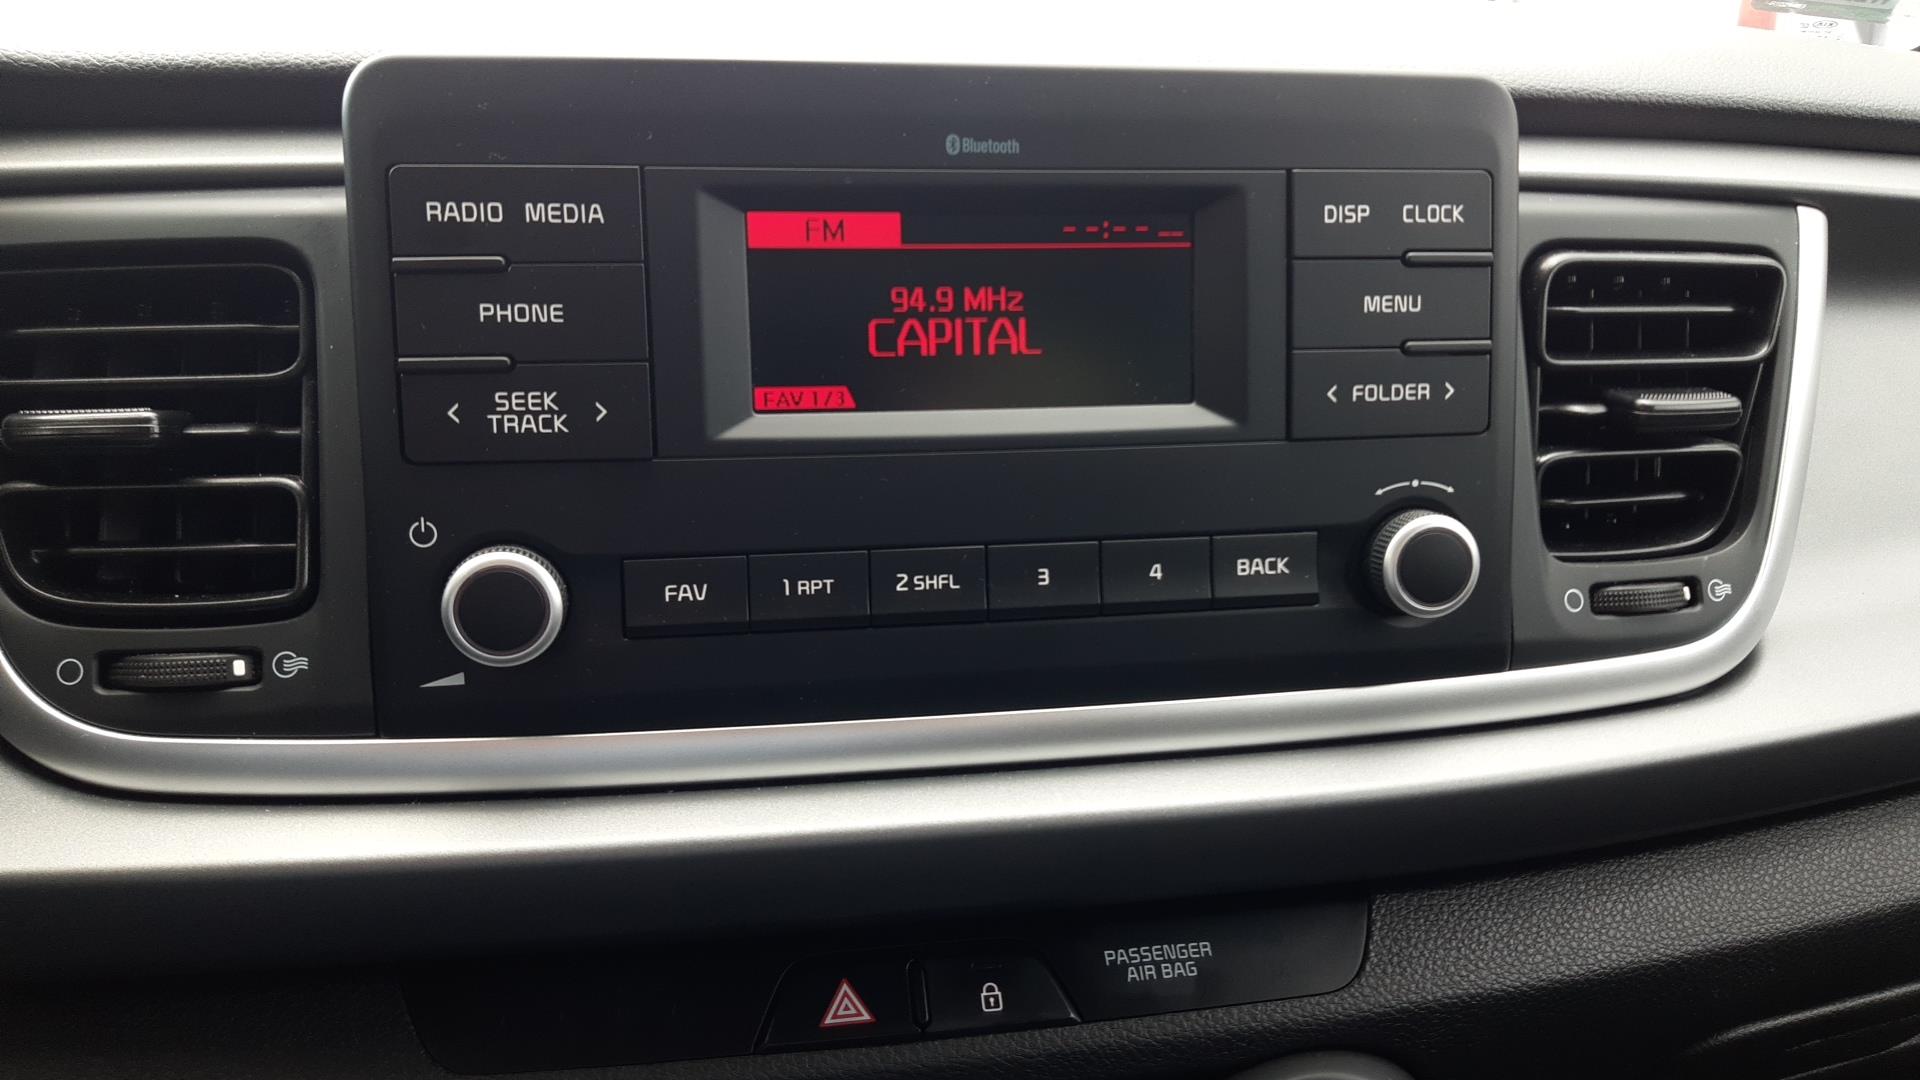 Bluetooth
RADIO MEDIA
DISP CLOCK
FM
--:-- --
PHONE
94.9 MHz
CAPITAL
MENU
< SEEK TRACK >
FAV 1/3
< FOLDER >
FAV
1 RPT
2 SHFL
3
4
BACK
PASSENGER
AIR BAG